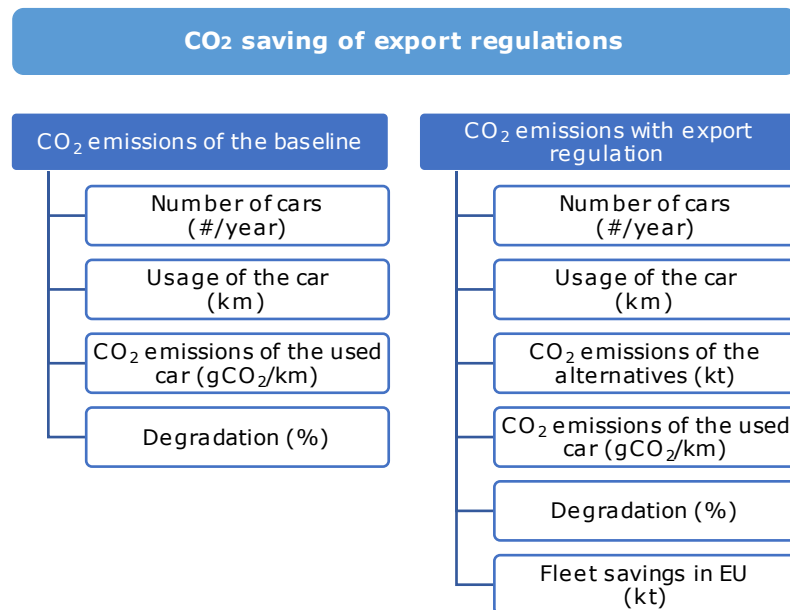 CO₂ saving of export regulations
CO₂ emissions of the baseline
Number of cars
(#/year)
Usage of the car
(km)
CO₂ emissions of the used
car (gCO₂/km)
Degradation (%)
CO₂ emissions with export
regulation
Number of cars
(#/year)
Usage of the car
(km)
CO₂ emissions of the
alternatives (kt)
CO₂ emissions of the used
car (gCO₂/km)
Degradation (%)
Fleet savings in EU
(kt)